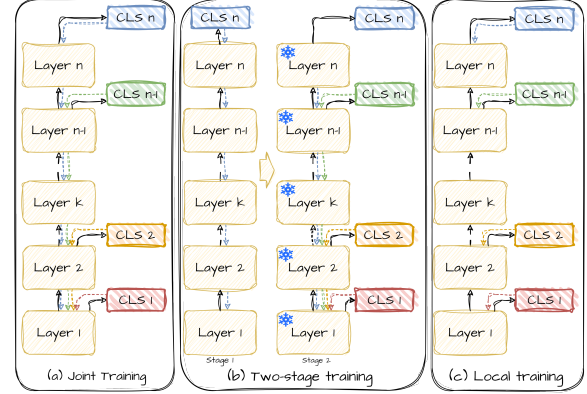 CLS n
Layer n
CLS n-1
Layer n-1
Layer k
CLS 2
Layer 2
CLS 1
Layer 1
(a) Joint Training
CLS n
Layer n
Layer n-1
Layer k
Layer 2
Layer 1
Stage 1
CLS n
Layer n
CLS n-1
Layer n-1
Layer k
CLS 2
Layer 2
CLS 1
Layer 1
Stage 2
(b) Two-stage training
CLS n
Layer n
CLS n-1
Layer n-1
Layer k
CLS 2
Layer 2
CLS 1
Layer 1
(c) Local training